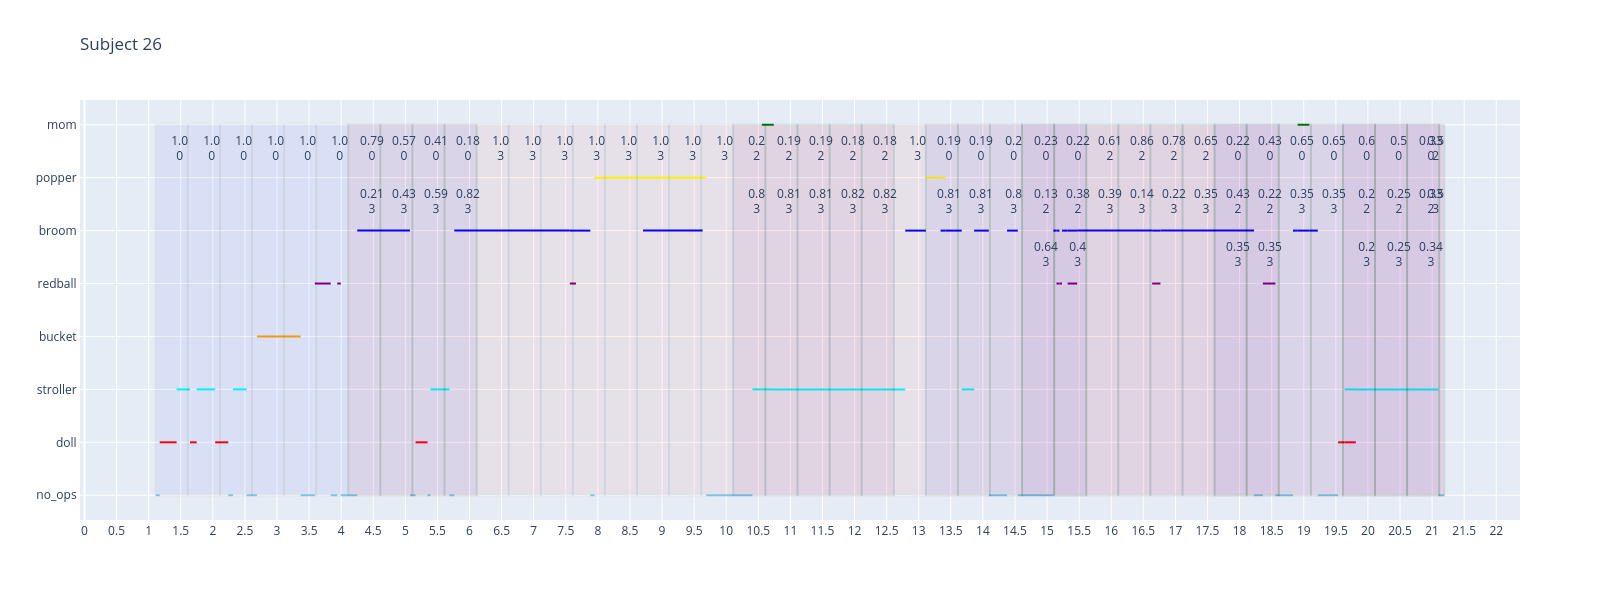 Subject 26
mom
1.0 1.0 1.0 1.0 1.0 1.0 0.79 0.57 0.41 0.18 1.0 1.0 1.0 1.0 1.0 1.0 1.0 1.0 0.2 0.19 0.19 0.18 0.18 1.0 0.19 0.19 0.2 0.23 0.22 0.61 0.86 0.78 0.65 0.22 0.43 0.65 0.65 0.6 0.5
0 0 0 0 0 0 0 0 0 0 3 3 3 3 3 3 3 3 2 2 2 2 2 3 0 0 0 0 0 2 2 2 2 0 0 0 0 0 0
popper
0.21 0.43 0.59 0.82 0.8 0.81 0.81 0.82 0.82 0.81 0.81 0.8 0.13 0.38 0.39 0.14 0.22 0.35 0.43 0.22 0.35 0.35 0.2 0.25
3 3 3 3 3 3 3 3 3 3 3 3 2 2 3 3 3 3 2 2 3 3 2 2
broom
0.64 0.4 0.35 0.35 0.2 0.25 0.34
3 3 3 3 3 3 3
redball
bucket
stroller
doll
no_ops
0 0.5 1 1.5 2 2.5 3 3.5 4 4.5 5 5.5 6 6.5 7 7.5 8 8.5 9 9.5 10 10.5 11 11.5 12 12.5 13 13.5 14 14.5 15 15.5 16 16.5 17 17.5 18 18.5 19 19.5 20 20.5 21 21.5 22